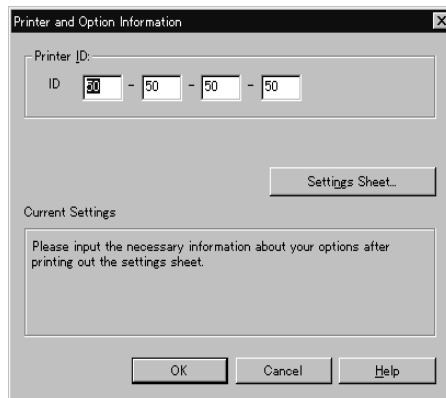 Printer and Option Information
Printer ID:
ID 50 - 50 - 50 - 50
Settings Sheet...
Current Settings
Please input the necessary information about your options after
printing out the settings sheet.
OK Cancel Help